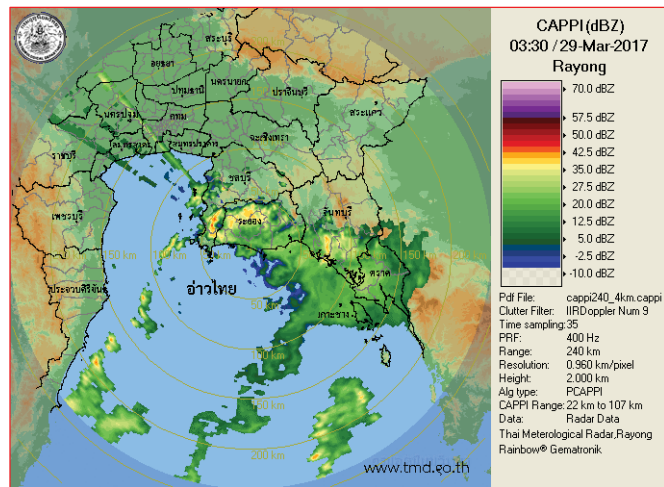 CAPPI (dBZ)
03:30 / 29-Mar-2017
Rayong
70.0 dBZ
57.5 dBZ
50.0 dBZ
42.5 dBZ
35.0 dBZ
27.5 dBZ
20.0 dBZ
12.5 dBZ
5.0 dBZ
-2.5 dBZ
-10.0 dBZ
Pdf File: cappi240_4km.cappi
Clutter Filter: IIRDoppler Num 9
Time sampling:35
PRF: 400 Hz
Range: 240 km
Resolution: 0.960 km/pixel
Height: 2.000 km
Alg type: PCAPPI
CAPPI Range: 22 km to 107 km
Data: Radar Data
Thai Meterological Radar,Rayong
Rainbow® Gematronik
สระบุรี
อยุธยา
นครนายก
ปทุมธานี
ปราจีนบุรี
สระแก้ว
นครปฐม
กทม
ฉะเชิงเทรา
สมุทรปราการ
ราชบุรี
ชลบุรี
เพชรบุรี
ระยอง
จันทบุรี
ตราด
ประจวบคีรีขันธ์
อ่าวไทย
เกาะช้าง
50 km
100 km
150 km
200 km
www.tmd.go.th